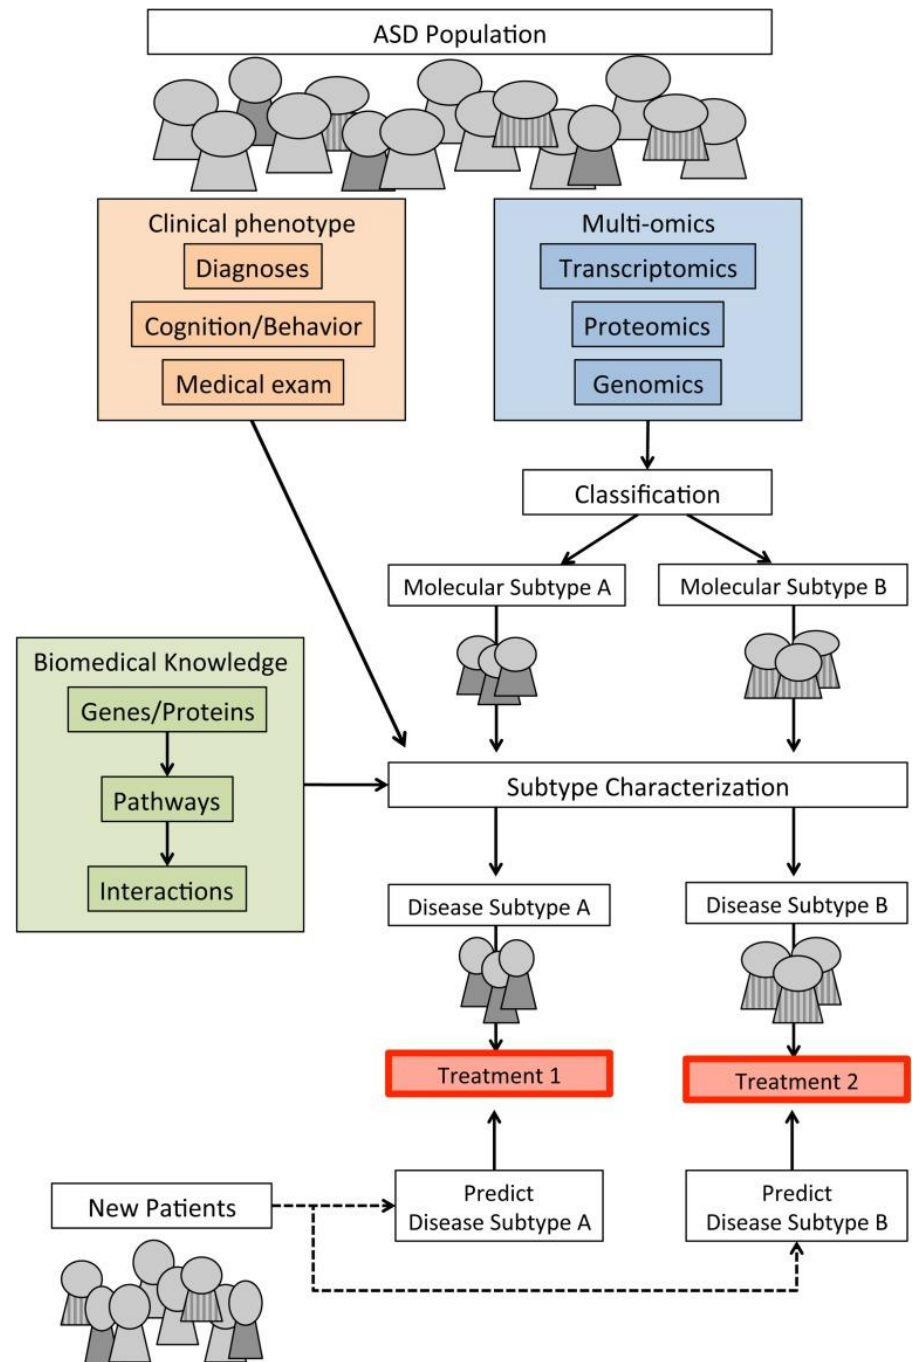 ASD Population
Clinical phenotype
Diagnoses
Cognition/Behavior
Medical exam
Multi-omics
Transcriptomics
Proteomics
Genomics
Classification
Molecular Subtype A
Molecular Subtype B
Biomedical Knowledge
Genes/Proteins
Pathways
Interactions
Subtype Characterization
Disease Subtype A
Disease Subtype B
Treatment 1
Treatment 2
New Patients
Predict
Disease Subtype A
Predict
Disease Subtype B